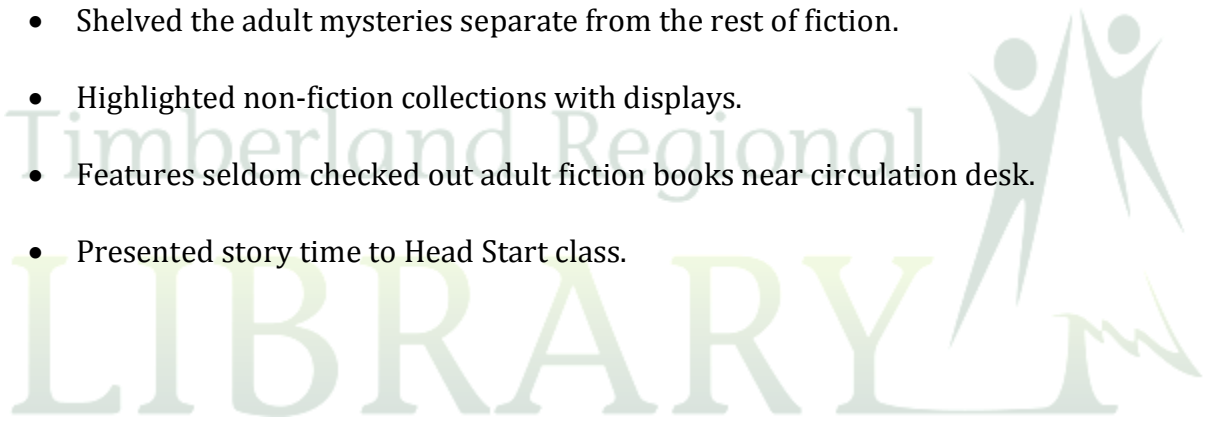 • Shelved the adult mysteries separate from the rest of fiction.
• Highlighted non-fiction collections with displays.
Timberland Regional
• Features seldom checked out adult fiction books near circulation desk.
• Presented story time to Head Start class.
LIBRARY